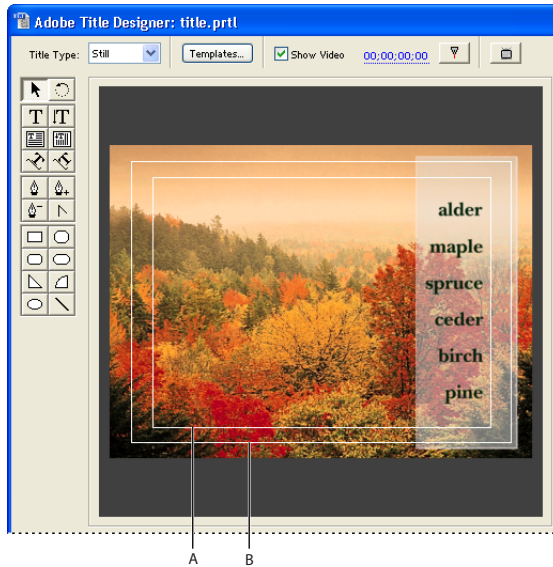 Adobe Title Designer: title.prtl
Title Type: Still Templates... Show Video 00;00;00;00
T IT
alder
maple
spruce
ceder
birch
pine
A B